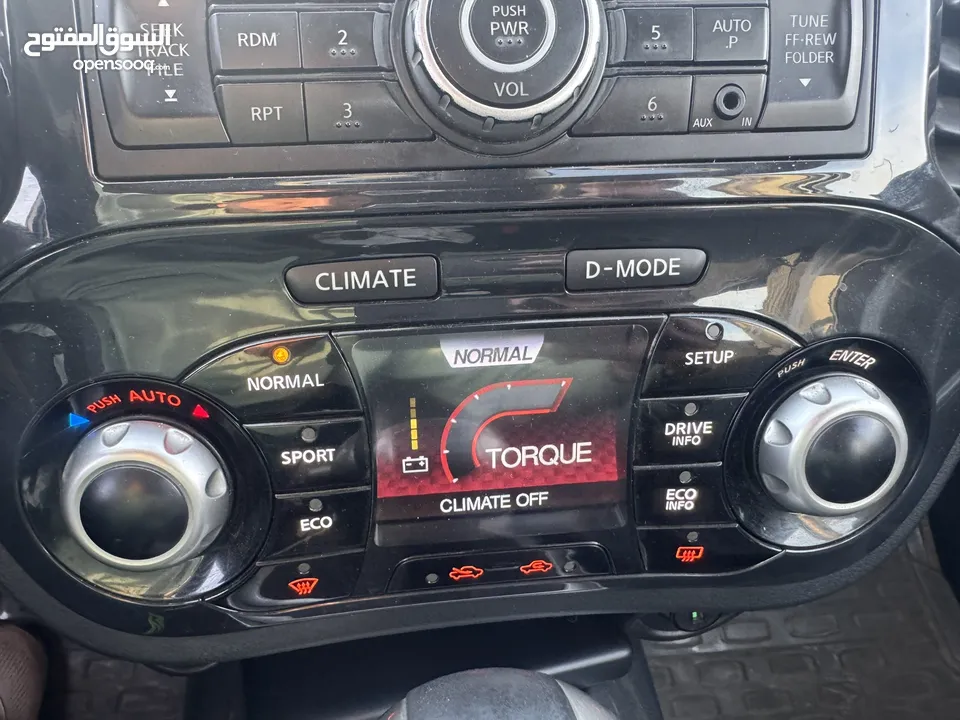 السوق المفتوح
opensooq.com
SEEK
TRACK
FILE
RDM
2
RPT
3
PUSH
PWR
VOL
5
AUTO
.P
6
AUX IN
TUNE
FF·REW
FOLDER
CLIMATE
D-MODE
PUSH AUTO
NORMAL
SPORT
ECO
NORMAL
TORQUE
CLIMATE OFF
SETUP
DRIVE
INFO
ECO
INFO
PUSH ENTER